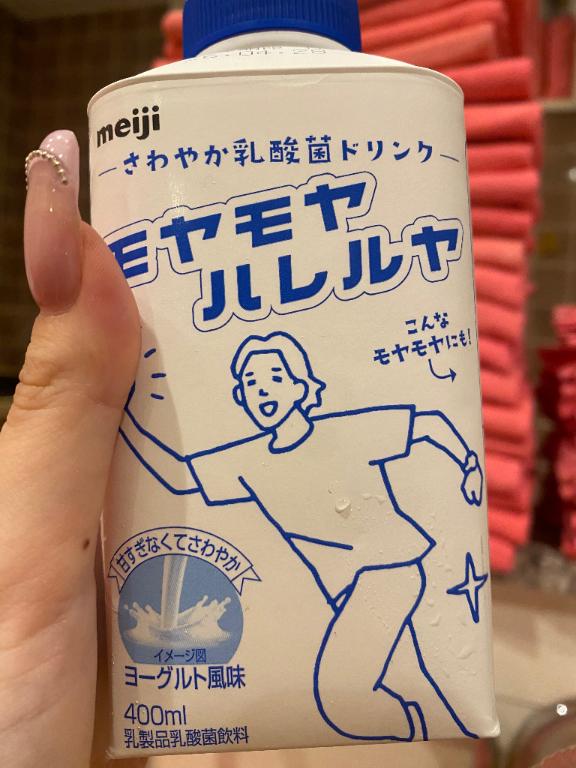 meiji
さわやか乳酸菌ドリンク
モヤモヤ
ハレルヤ
こんな
モヤモヤにも!
甘すぎなくてさわやか
イメージ図
ヨーグルト風味
400ml
乳製品乳酸菌飲料